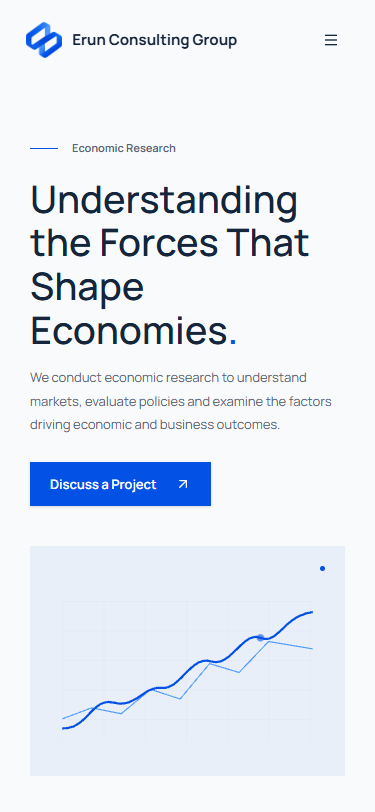 Erun Consulting Group
Economic Research
Understanding
the Forces That
Shape
Economies.
We conduct economic research to understand
markets, evaluate policies and examine the factors
driving economic and business outcomes.
Discuss a Project